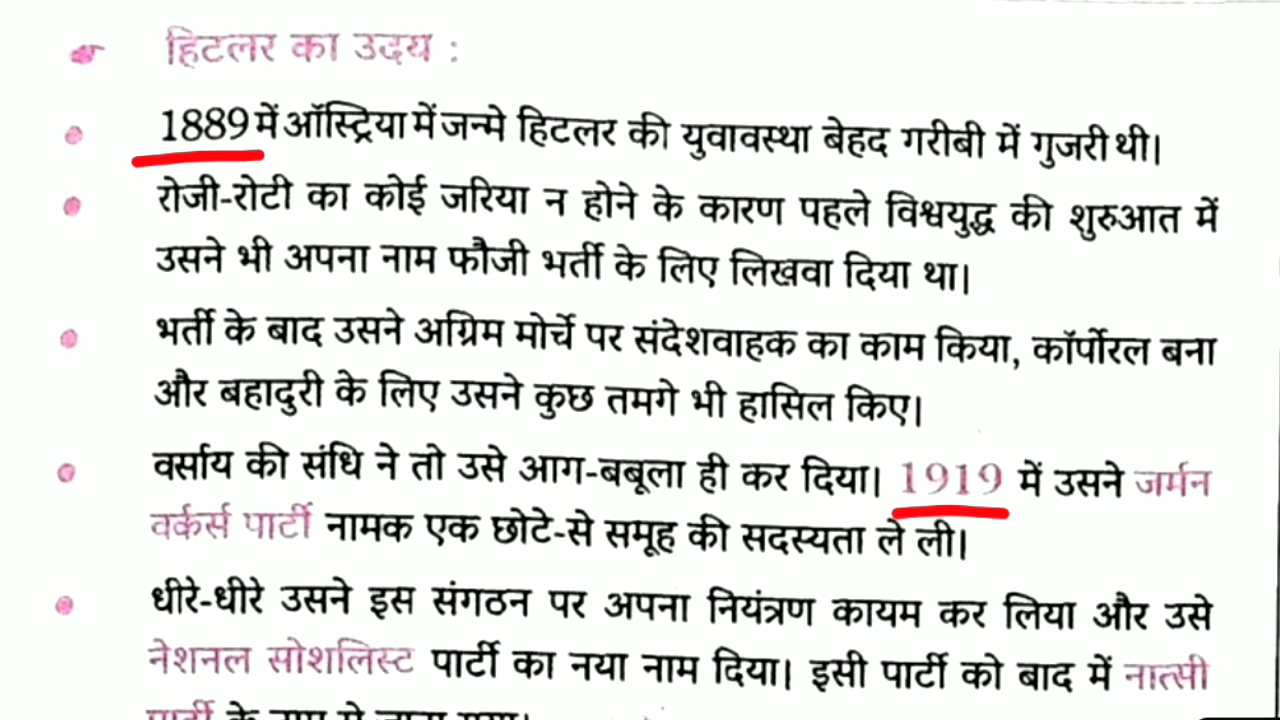 हिटलर का उदय :
1889 में ऑस्ट्रिया में जन्मे हिटलर की युवावस्था बेहद गरीबी में गुजरी थी।
रोजी-रोटी का कोई जरिया न होने के कारण पहले विश्वयुद्ध की शुरुआत में
उसने भी अपना नाम फौजी भर्ती के लिए लिखवा दिया था।
भर्ती के बाद उसने अग्रिम मोर्चे पर संदेशवाहक का काम किया, कॉर्पोरल बना
और बहादुरी के लिए उसने कुछ तमगे भी हासिल किए।
वर्साय की संधि ने तो उसे आग-बबूला ही कर दिया। 1919 में उसने जर्मन
वर्कर्स पार्टी नामक एक छोटे-से समूह की सदस्यता ले ली।
धीरे-धीरे उसने इस संगठन पर अपना नियंत्रण कायम कर लिया और उसे
नेशनल सोशलिस्ट पार्टी का नया नाम दिया। इसी पार्टी को बाद में नात्सी